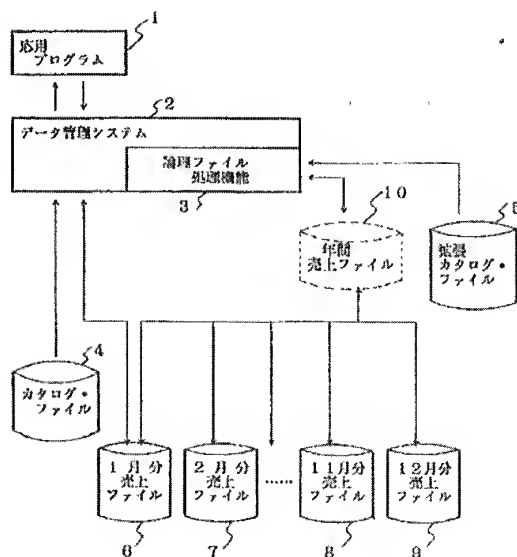 1
応用
プログラム
2
データ管理システム
論理ファイル
処理機能
3
10
5
年間
売上ファイル
拡張
カタログ・
ファイル
4
カタログ・
ファイル
1月分
売上
ファイル
2月分
売上
ファイル
……
11月分
売上
ファイル
12月分
売上
ファイル
6
7
8
9